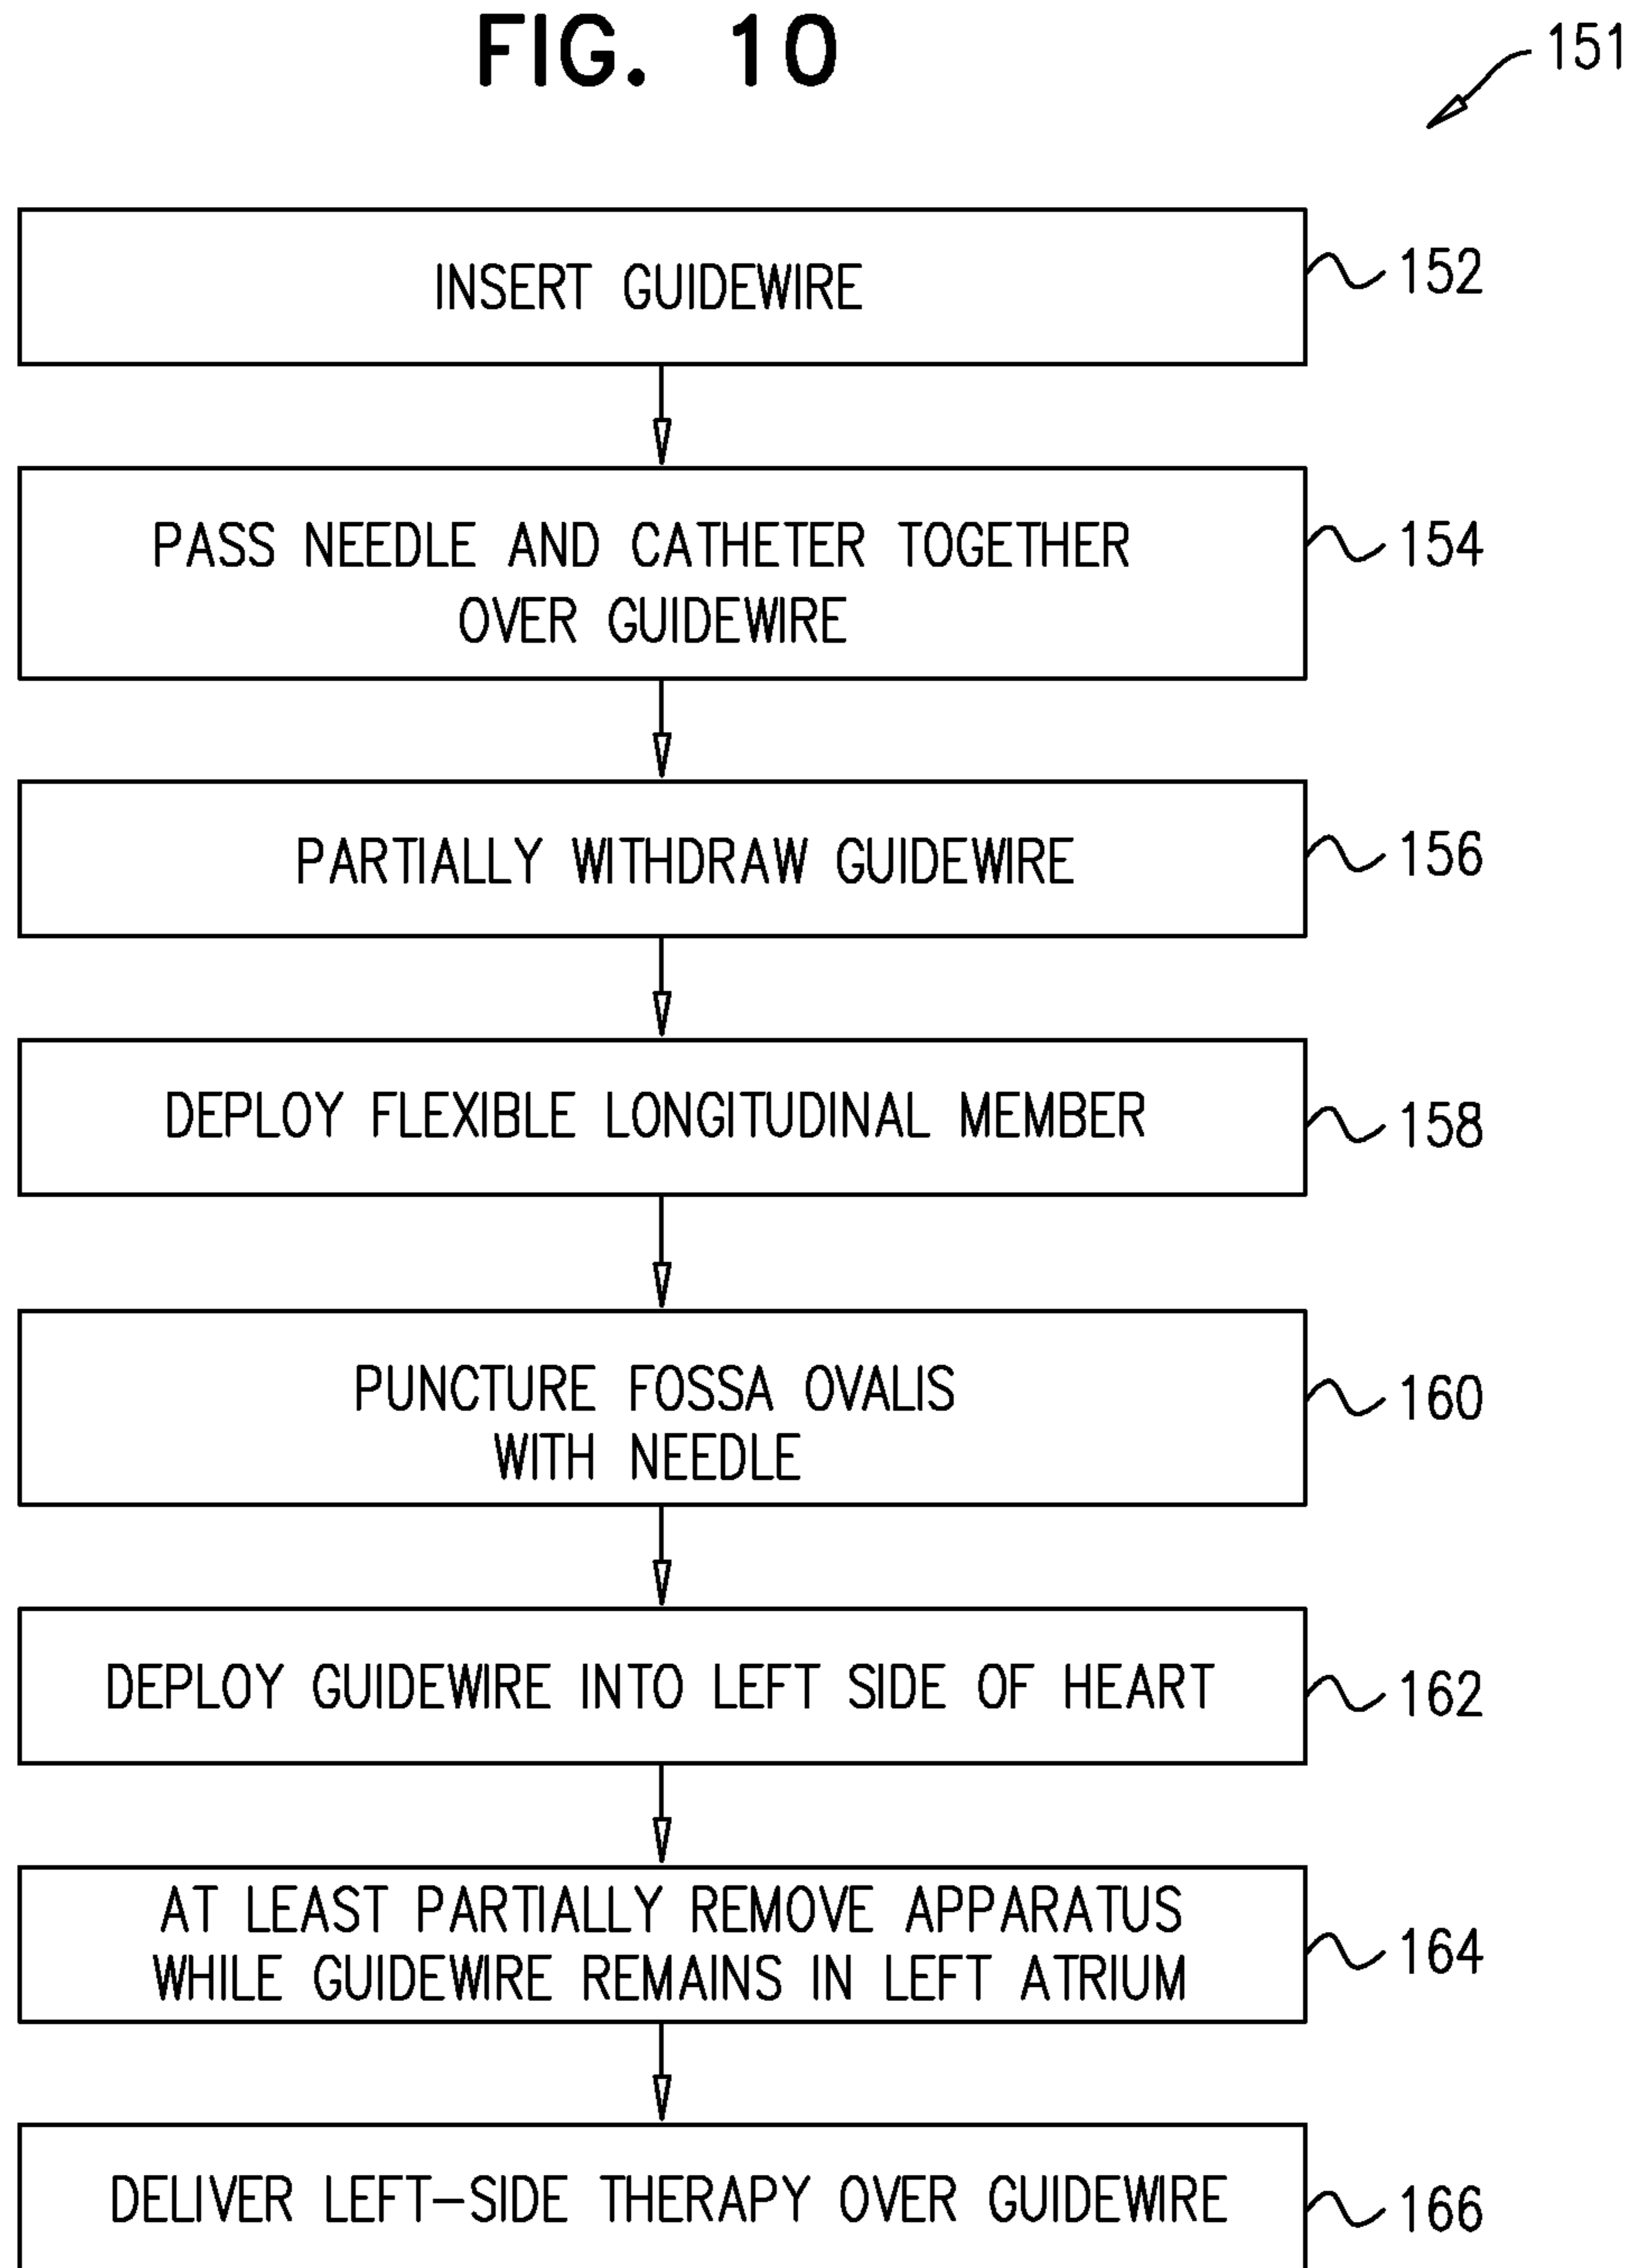 FIG. 10
151
INSERT GUIDEWIRE
152
PASS NEEDLE AND CATHETER TOGETHER
OVER GUIDEWIRE
154
PARTIALLY WITHDRAW GUIDEWIRE
156
DEPLOY FLEXIBLE LONGITUDINAL MEMBER
158
PUNCTURE FOSSA OVALIS
WITH NEEDLE
160
DEPLOY GUIDEWIRE INTO LEFT SIDE OF HEART
162
AT LEAST PARTIALLY REMOVE APPARATUS
WHILE GUIDEWIRE REMAINS IN LEFT ATRIUM
164
DELIVER LEFT-SIDE THERAPY OVER GUIDEWIRE
166